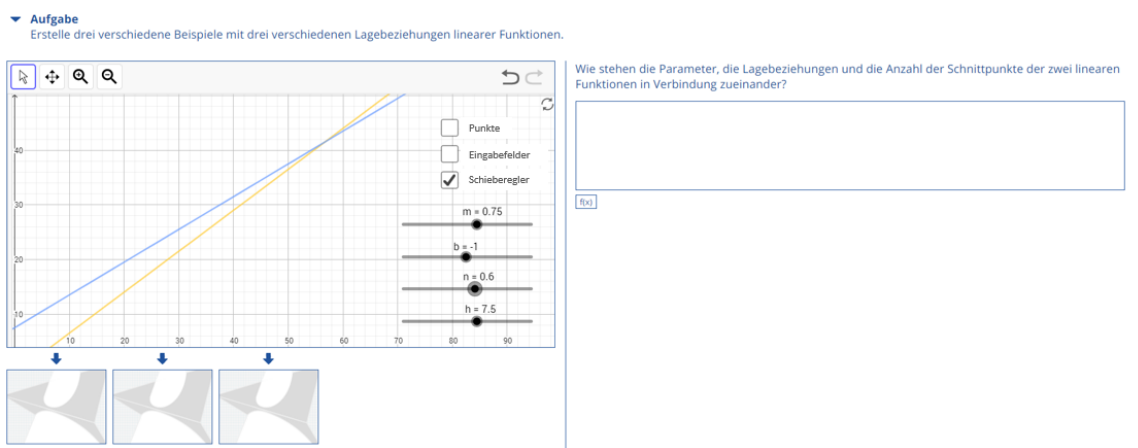 Aufgabe
Erstelle drei verschiedene Beispiele mit drei verschiedenen Lagebeziehungen linearer Funktionen.
Wie stehen die Parameter, die Lagebeziehungen und die Anzahl der Schnittpunkte der zwei linearen
Funktionen in Verbindung zueinander?
Punkte
Eingabefelder
Schieberegler
m = 0.75
b = -1
n = 0.6
h = 7.5
40
30
20
10
10 20 30 40 50 60 70 80 90
f(x)